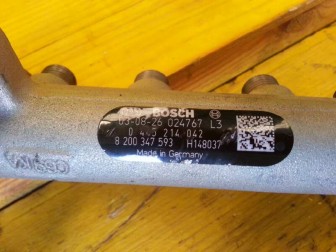 BOSCH
03-08-26 024767 L3
0 445 214 042
8 200 347 593 H148037
Made in Germany